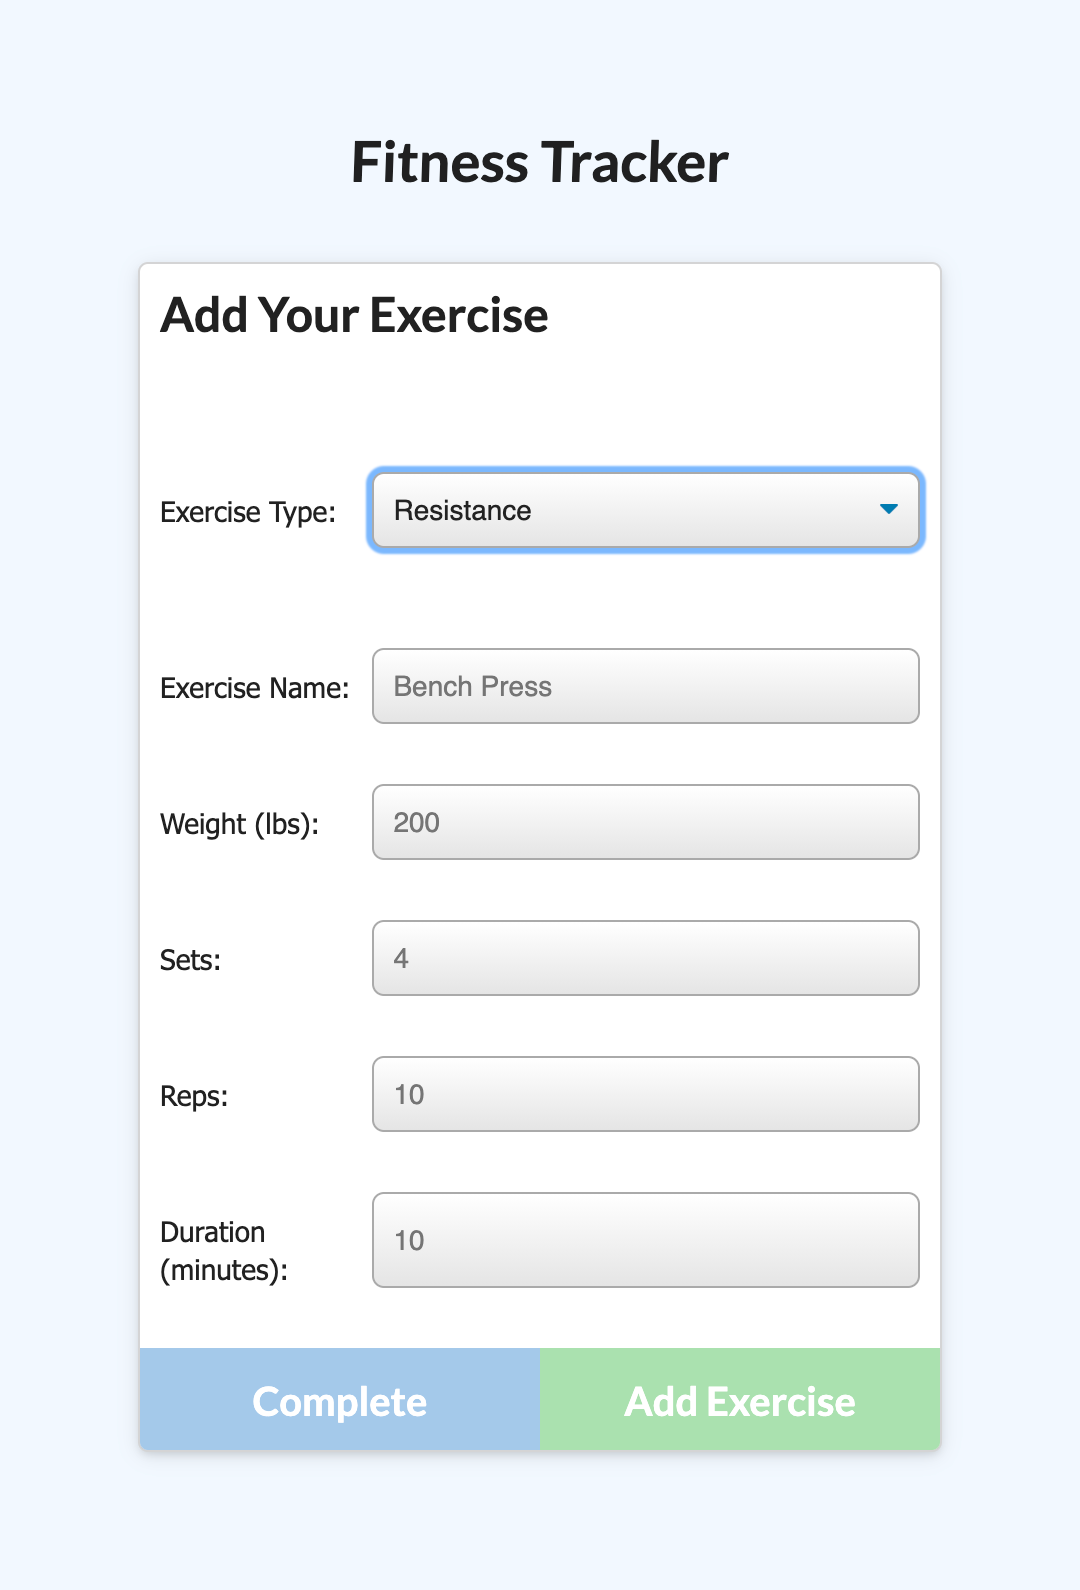 Fitness Tracker
Add Your Exercise
Exercise Type: Resistance
Exercise Name: Bench Press
Weight (lbs): 200
Sets: 4
Reps: 10
Duration
(minutes): 10
Complete Add Exercise